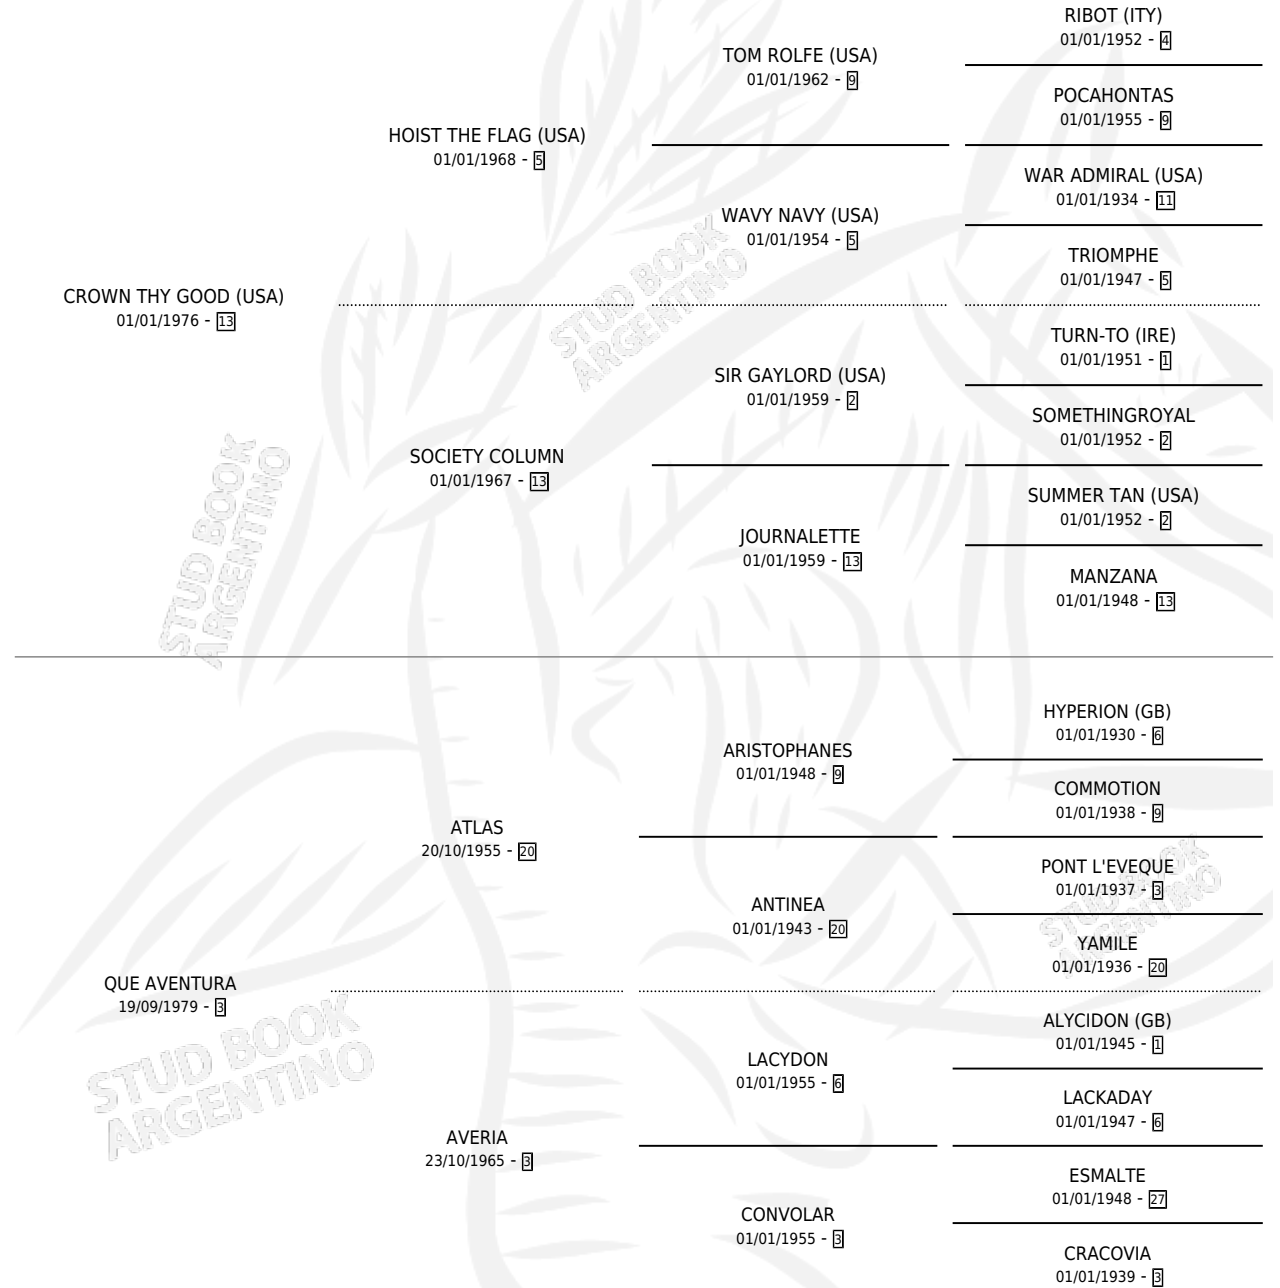 RIBOT (ITY)
01/01/1952 - 4
TOM ROLFE (USA)
01/01/1962 - 9
POCAHONTAS
01/01/1955 - 9
HOIST THE FLAG (USA)
01/01/1968 - 5
WAR ADMIRAL (USA)
01/01/1934 - 11
WAVY NAVY (USA)
01/01/1954 - 5
TRIOMPHE
01/01/1947 - 5
CROWN THY GOOD (USA)
01/01/1976 - 13
TURN-TO (IRE)
01/01/1951 - 1
SIR GAYLORD (USA)
01/01/1959 - 2
SOMETHINGROYAL
01/01/1952 - 2
SOCIETY COLUMN
01/01/1967 - 13
SUMMER TAN (USA)
01/01/1952 - 2
JOURNALETTE
01/01/1959 - 13
MANZANA
01/01/1948 - 13
HYPERION (GB)
01/01/1930 - 6
ARISTOPHANES
01/01/1948 - 9
COMMOTION
01/01/1938 - 9
ATLAS
20/10/1955 - 20
PONT L'EVEQUE
01/01/1937 - 3
ANTINEA
01/01/1943 - 20
YAMILE
01/01/1936 - 20
QUE AVENTURA
19/09/1979 - 3
ALYCIDON (GB)
01/01/1945 - 1
LACYDON
01/01/1955 - 6
LACKADAY
01/01/1947 - 6
AVERIA
23/10/1965 - 3
ESMALTE
01/01/1948 - 27
CONVOLAR
01/01/1955 - 3
CRACOVIA
01/01/1939 - 3
STUD BOOK
ARGENTINO
STUD BOOK
ARGENTINO
STUD BOOK
ARGENTINO
STUD BOOK
ARGENTINO